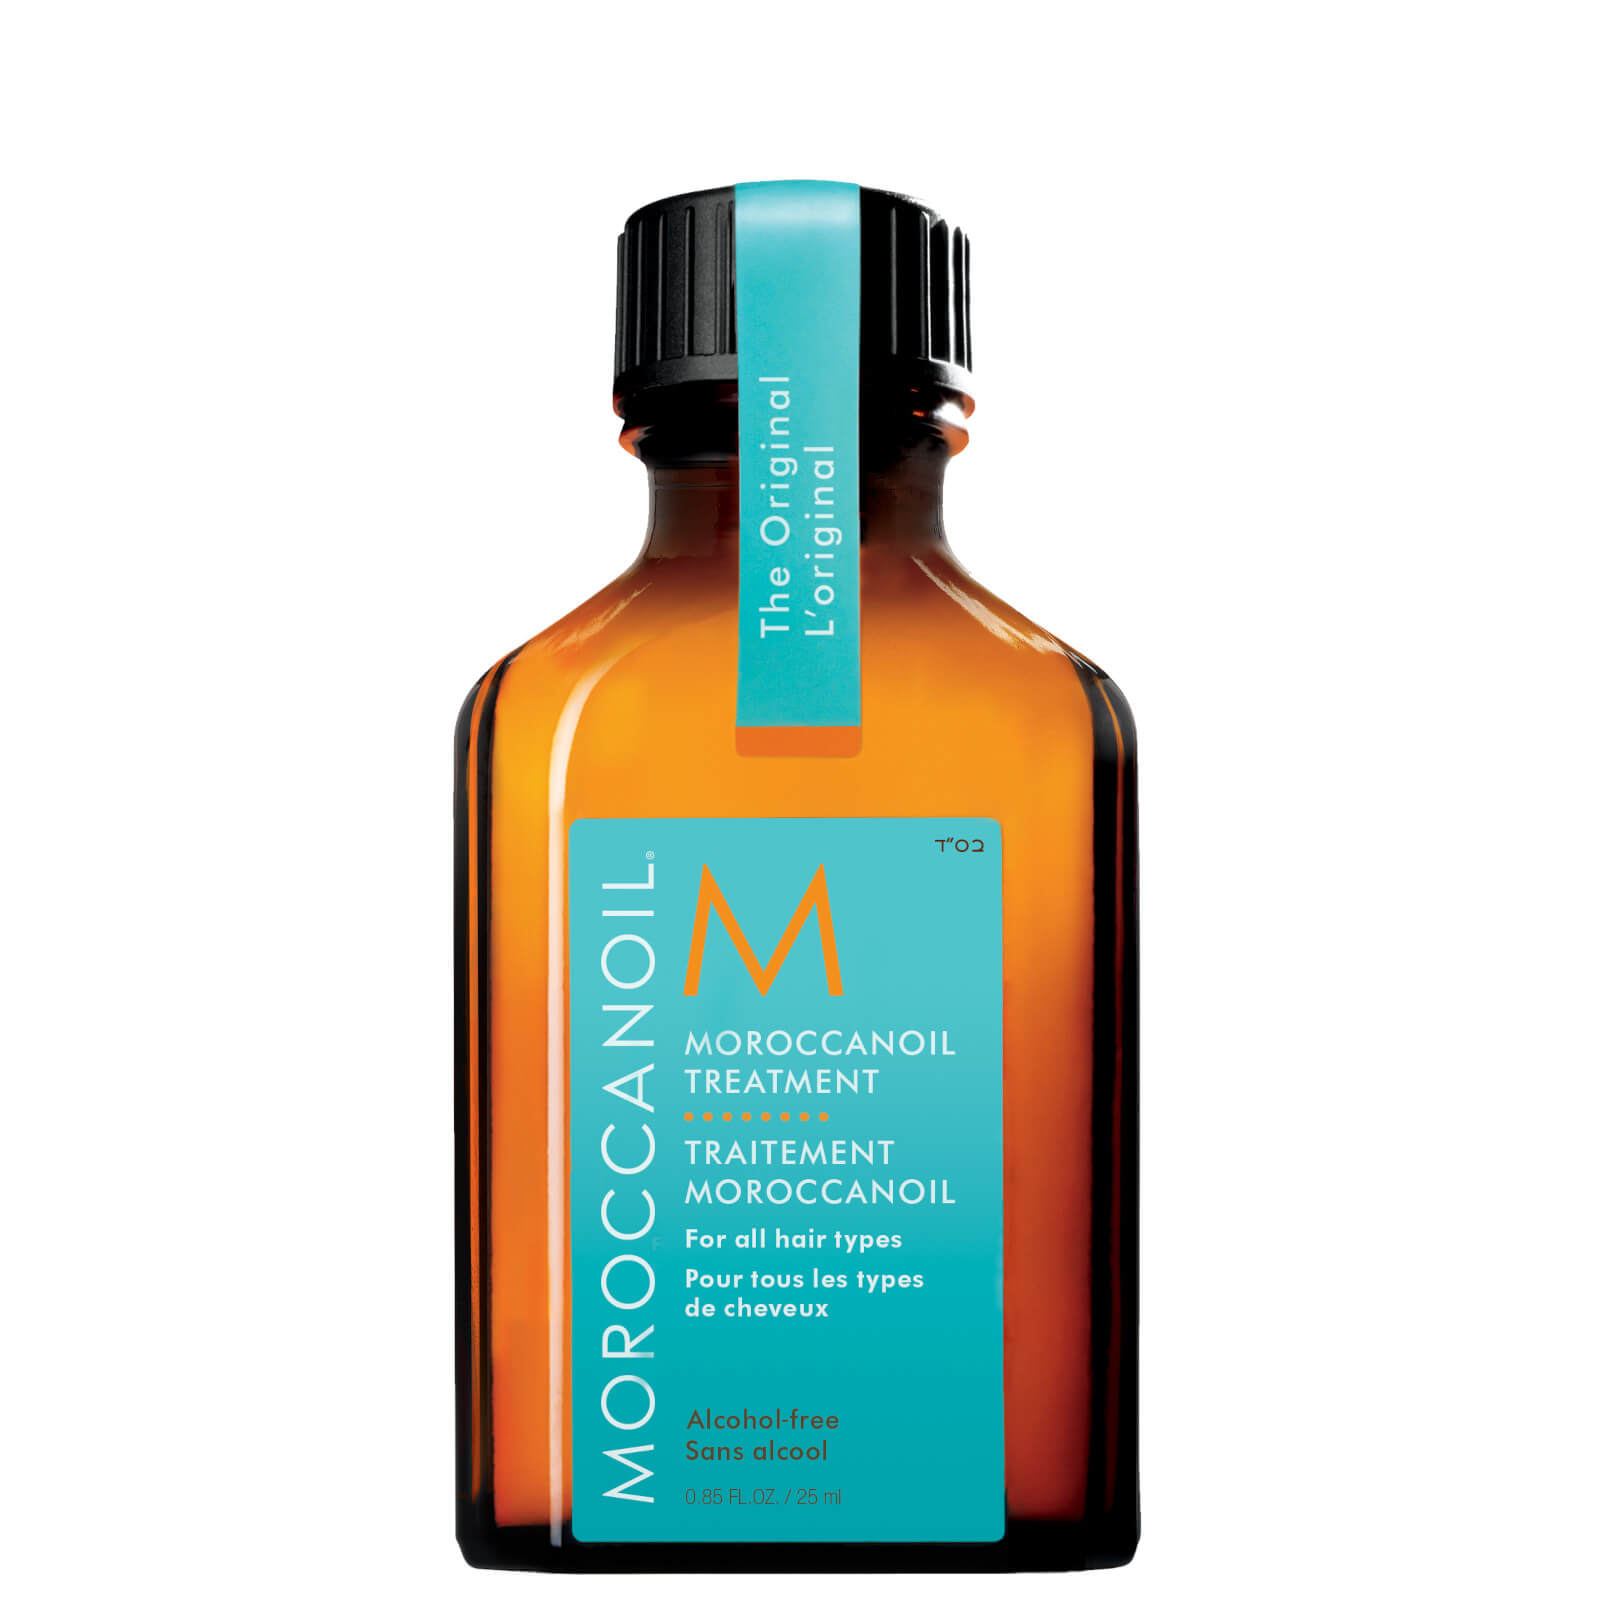 The Original
L'original
בס"ד
MOROCCANOIL®
M
MOROCCANOIL
TREATMENT
TRAITEMENT
MOROCCANOIL
For all hair types
Pour tous les types
de cheveux
Alcohol-free
Sans alcool
0.85 FL.OZ. / 25 ml